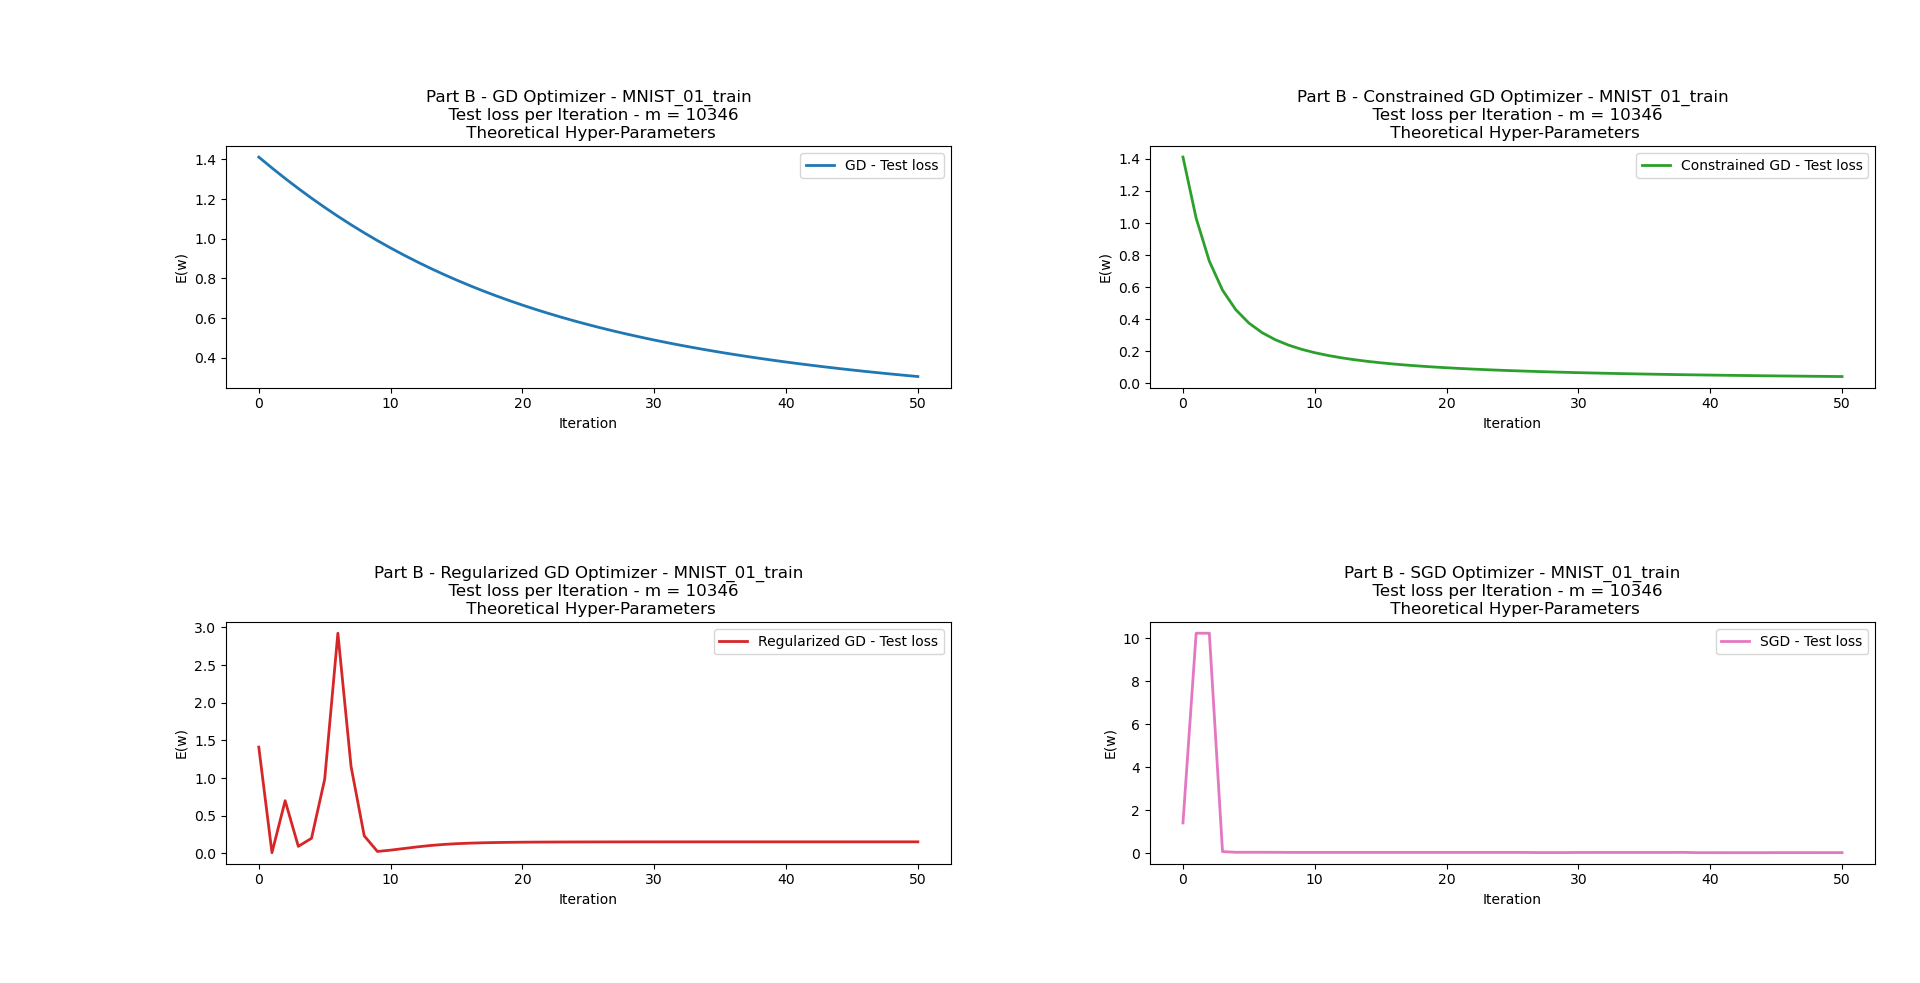 Part B - GD Optimizer - MNIST_01_train
Test loss per Iteration - m = 10346
Theoretical Hyper-Parameters
GD - Test loss
1.4
1.2
1.0
0.8
0.6
0.4
E(w)
0 10 20 30 40 50
Iteration
Part B - Constrained GD Optimizer - MNIST_01_train
Test loss per Iteration - m = 10346
Theoretical Hyper-Parameters
Constrained GD - Test loss
1.4
1.2
1.0
0.8
0.6
0.4
0.2
0.0
E(w)
0 10 20 30 40 50
Iteration
Part B - Regularized GD Optimizer - MNIST_01_train
Test loss per Iteration - m = 10346
Theoretical Hyper-Parameters
Regularized GD - Test loss
3.0
2.5
2.0
1.5
1.0
0.5
0.0
E(w)
0 10 20 30 40 50
Iteration
Part B - SGD Optimizer - MNIST_01_train
Test loss per Iteration - m = 10346
Theoretical Hyper-Parameters
SGD - Test loss
10
8
6
4
2
0
E(w)
0 10 20 30 40 50
Iteration